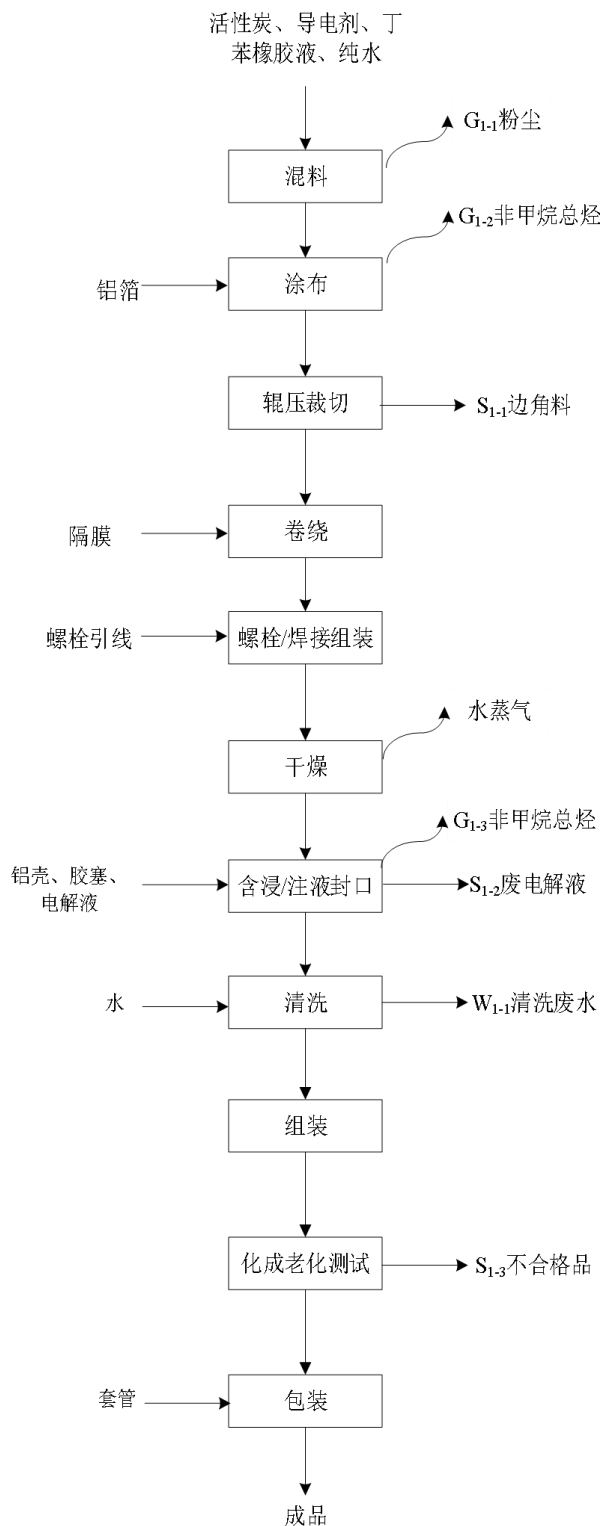 活性炭、导电剂、丁
苯橡胶液、纯水
G1-1粉尘
混料
G1-2非甲烷总烃
铝箔
涂布
辊压裁切
S1-1边角料
隔膜
卷绕
螺栓引线
螺栓/焊接组装
水蒸气
干燥
G1-3非甲烷总烃
铝壳、胶塞、
电解液
含浸/注液封口
S1-2废电解液
水
清洗
W1-1清洗废水
组装
化成老化测试
S1-3不合格品
套管
包装
成品